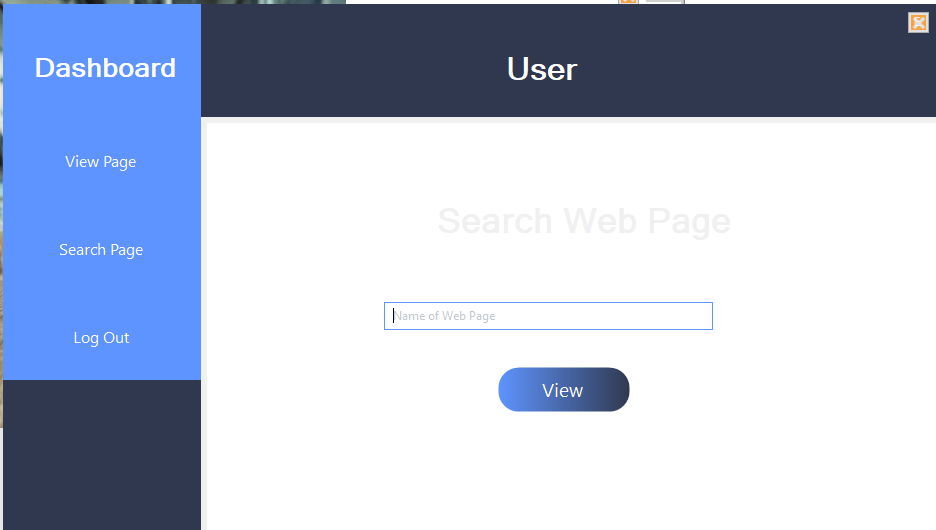 Dashboard
User
View Page
Search Page
Log Out
Search Web Page
Name of Web Page
View